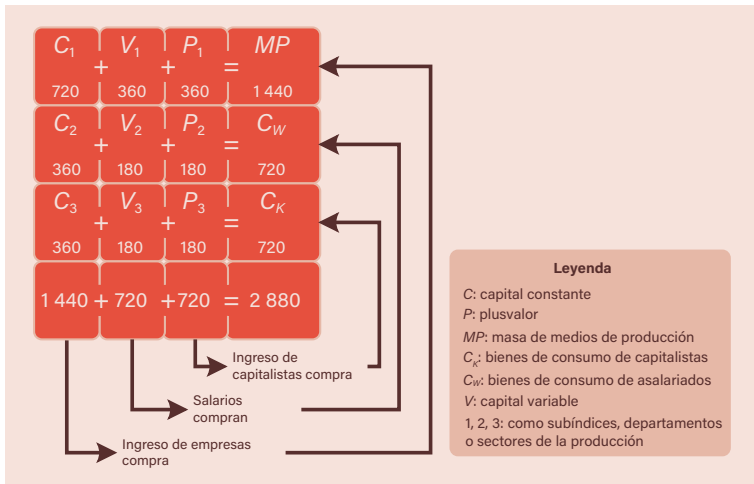 C1 + V1 + P1 = MP
720 360 360 1 440
C2 + V2 + P2 = CW
360 180 180 720
C3 + V3 + P3 = CK
360 180 180 720
1 440 + 720 + 720 = 2 880
Ingreso de
capitalistas compra
Salarios
compran
Ingreso de empresas
compra
Leyenda
C: capital constante
P: plusvalor
MP: masa de medios de producción
CK: bienes de consumo de capitalistas
CW: bienes de consumo de asalariados
V: capital variable
1, 2, 3: como subíndices, departamentos
o sectores de la producción